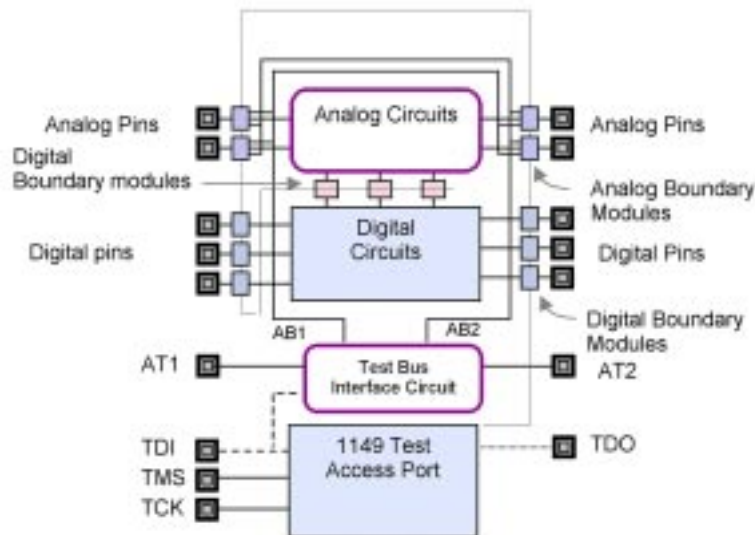 Analog Circuits
Analog Pins
Analog Pins
Digital
Boundary modules
Analog Boundary
Modules
Digital
Circuits
Digital pins
Digital Pins
AB1
AB2
Digital Boundary
Modules
AT1
Test Bus
Interface Circuit
AT2
TDI
1149 Test
Access Port
TDO
TMS
TCK